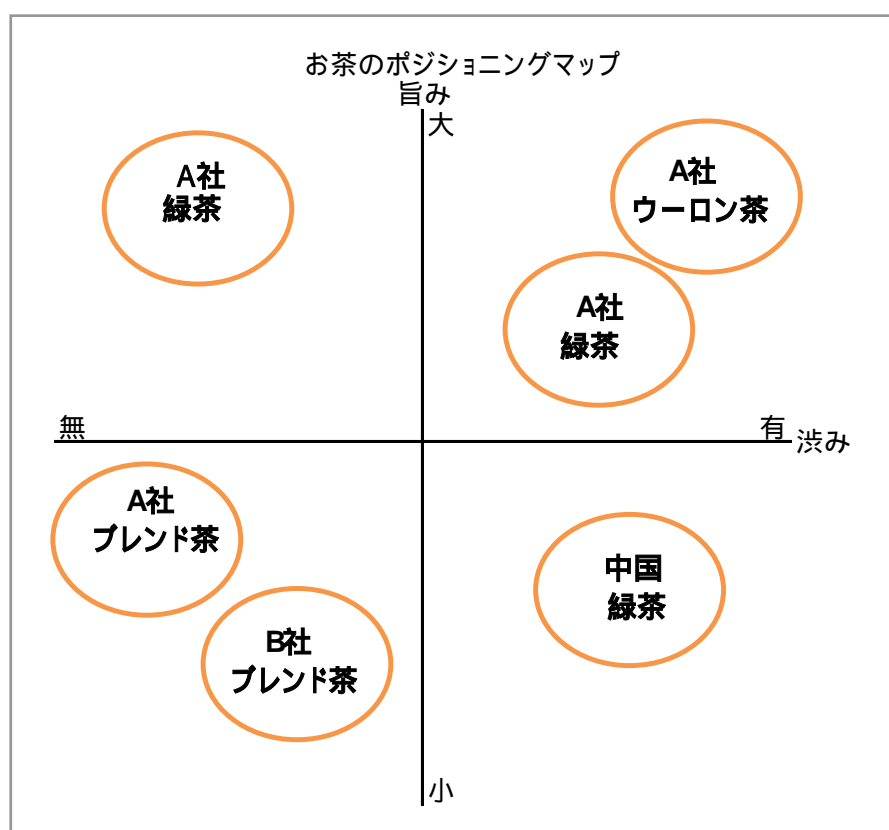 お茶のポジショニングマップ
旨み
大
A社
緑茶
A社
ウーロン茶
A社
緑茶
無
有
渋み
A社
ブレンド茶
中国
緑茶
B社
ブレンド茶
小